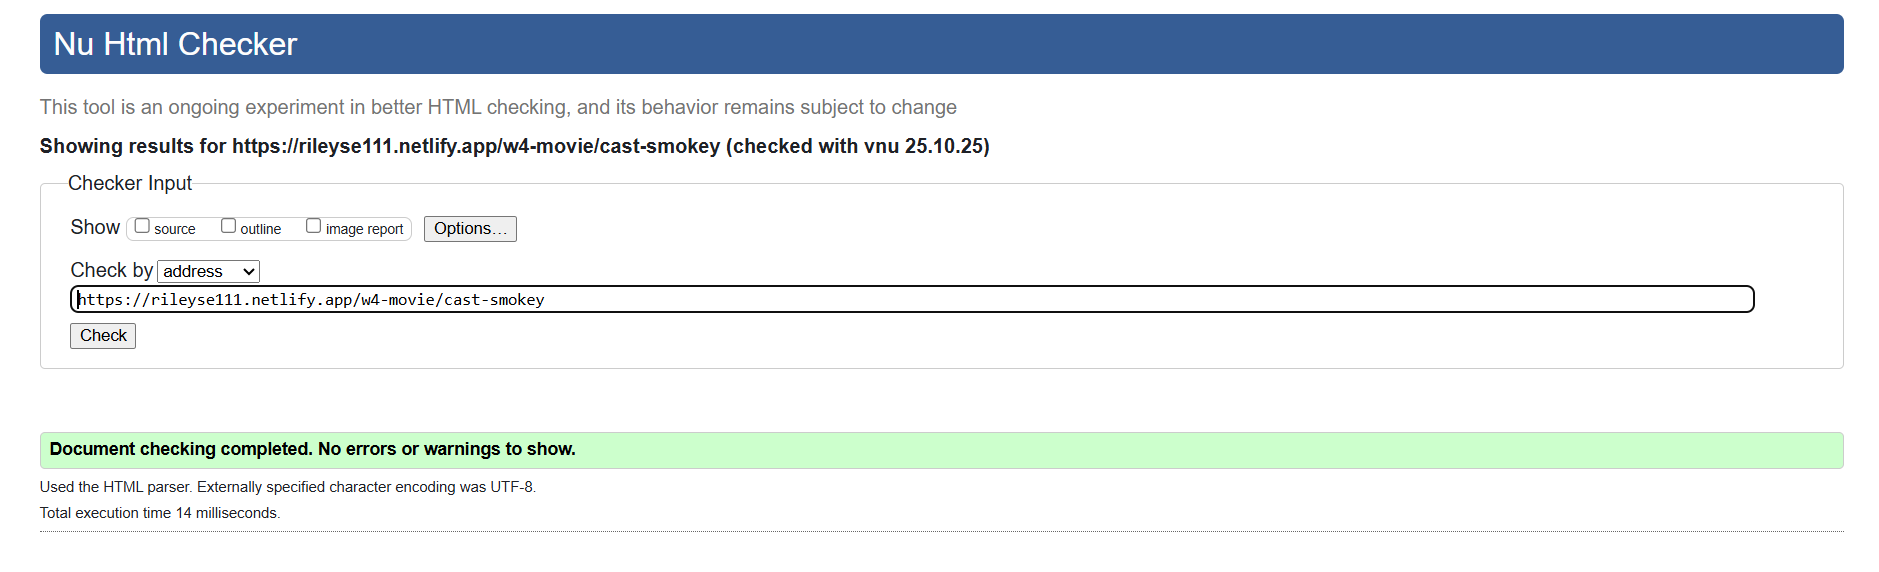 Nu Html Checker
This tool is an ongoing experiment in better HTML checking, and its behavior remains subject to change
Showing results for https://rileyse111.netlify.app/w4-movie/cast-smokey (checked with vnu 25.10.25)
Checker Input
Show source outline image report Options…
Check by address
https://rileyse111.netlify.app/w4-movie/cast-smokey
Check
Document checking completed. No errors or warnings to show.
Used the HTML parser. Externally specified character encoding was UTF-8.
Total execution time 14 milliseconds.